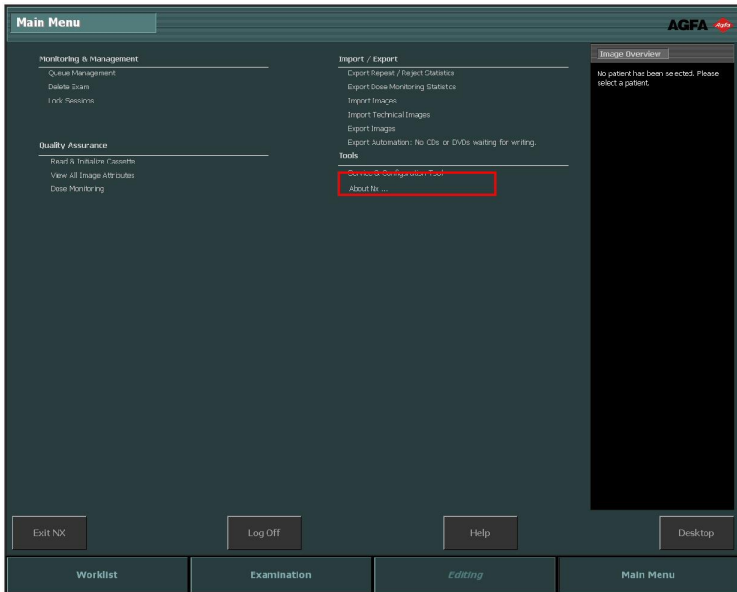 Main Menu
AGFA
Agfa
Monitoring & Management
Queue Management
Delete Exam
Lock Sessions
Quality Assurance
Read & Initialize Cassette
View All Image Attributes
Dose Monitoring
Import / Export
Export Repeat / Reject Statistics
Export Dose Monitoring Statistics
Import Images
Import Technical Images
Export Images
Export Automation: No CDs or DVDs waiting for writing.
Tools
Service & Configuration Tool
About Nx ...
Image Overview
No patient has been selected. Please
select a patient.
Exit NX
Log Off
Help
Desktop
Worklist
Examination
Editing
Main Menu